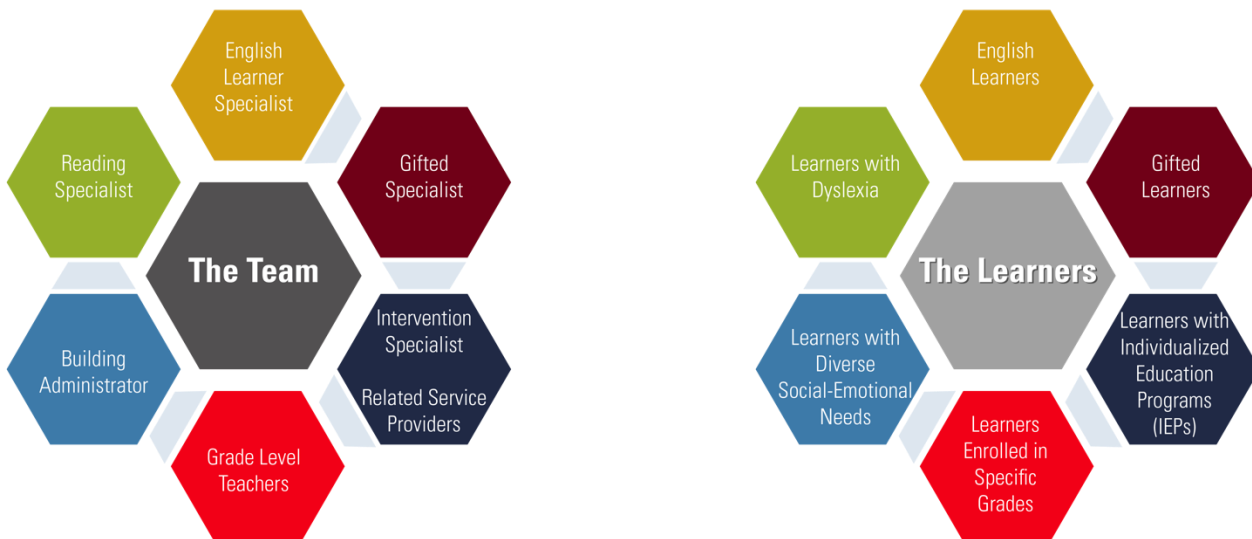 English
Learner
Specialist
Reading
Specialist
Gifted
Specialist
The Team
Building
Administrator
Intervention
Specialist
Related Service
Providers
Grade Level
Teachers
English
Learners
Learners with
Dyslexia
Gifted
Learners
The Learners
Learners with
Diverse
Social-Emotional
Needs
Learners with
Individualized
Education
Programs
(IEPs)
Learners
Enrolled in
Specific
Grades